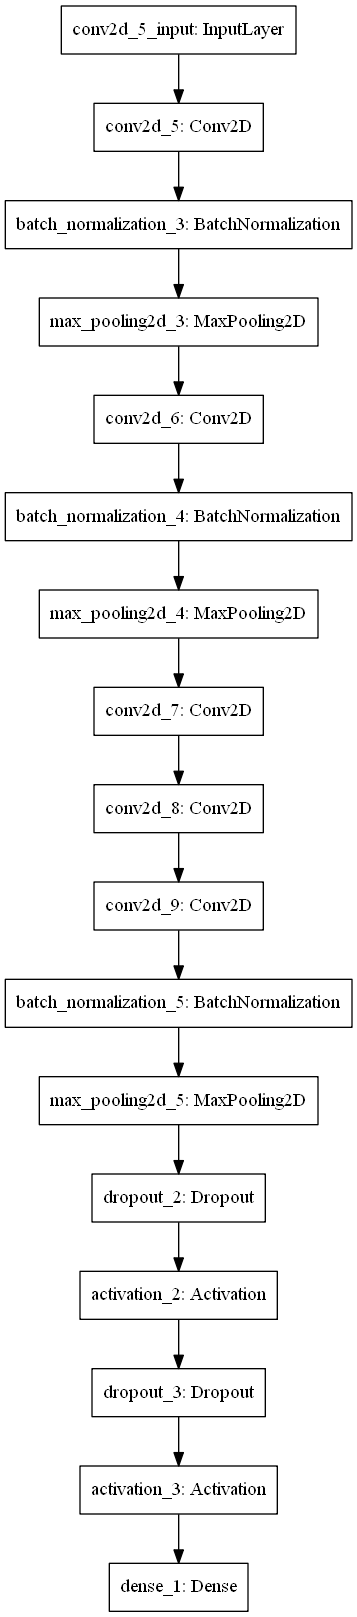 conv2d_5_input: InputLayer
conv2d_5: Conv2D
batch_normalization_3: BatchNormalization
max_pooling2d_3: MaxPooling2D
conv2d_6: Conv2D
batch_normalization_4: BatchNormalization
max_pooling2d_4: MaxPooling2D
conv2d_7: Conv2D
conv2d_8: Conv2D
conv2d_9: Conv2D
batch_normalization_5: BatchNormalization
max_pooling2d_5: MaxPooling2D
dropout_2: Dropout
activation_2: Activation
dropout_3: Dropout
activation_3: Activation
dense_1: Dense